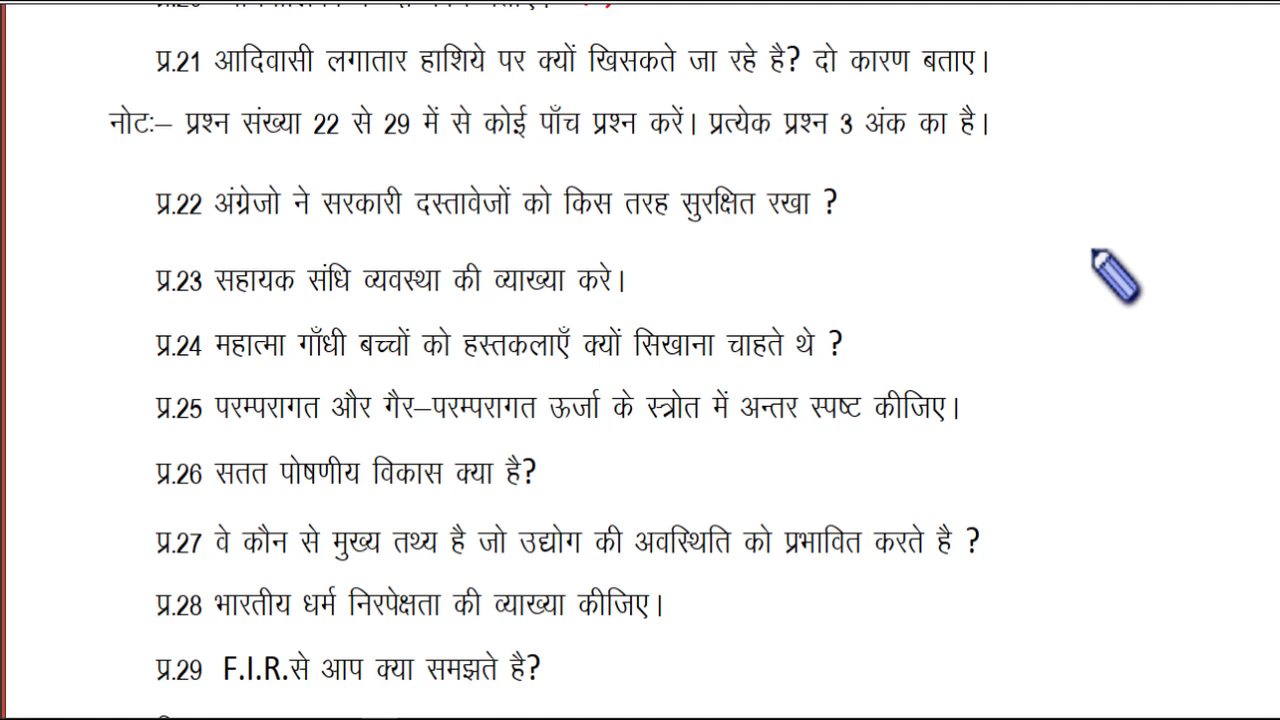 प्र.21 आदिवासी लगातार हाशिये पर क्यों खिसकते जा रहे है? दो कारण बताए।
नोटः– प्रश्न संख्या 22 से 29 में से कोई पाँच प्रश्न करें। प्रत्येक प्रश्न 3 अंक का है।
प्र.22 अंग्रेजो ने सरकारी दस्तावेजों को किस तरह सुरक्षित रखा ?
प्र.23 सहायक संधि व्यवस्था की व्याख्या करे।
प्र.24 महात्मा गाँधी बच्चों को हस्तकलाएँ क्यों सिखाना चाहते थे ?
प्र.25 परम्परागत और गैर–परम्परागत ऊर्जा के स्त्रोत में अन्तर स्पष्ट कीजिए।
प्र.26 सतत पोषणीय विकास क्या है?
प्र.27 वे कौन से मुख्य तथ्य है जो उद्योग की अवस्थिति को प्रभावित करते है ?
प्र.28 भारतीय धर्म निरपेक्षता की व्याख्या कीजिए।
प्र.29 F.I.R.से आप क्या समझते है?